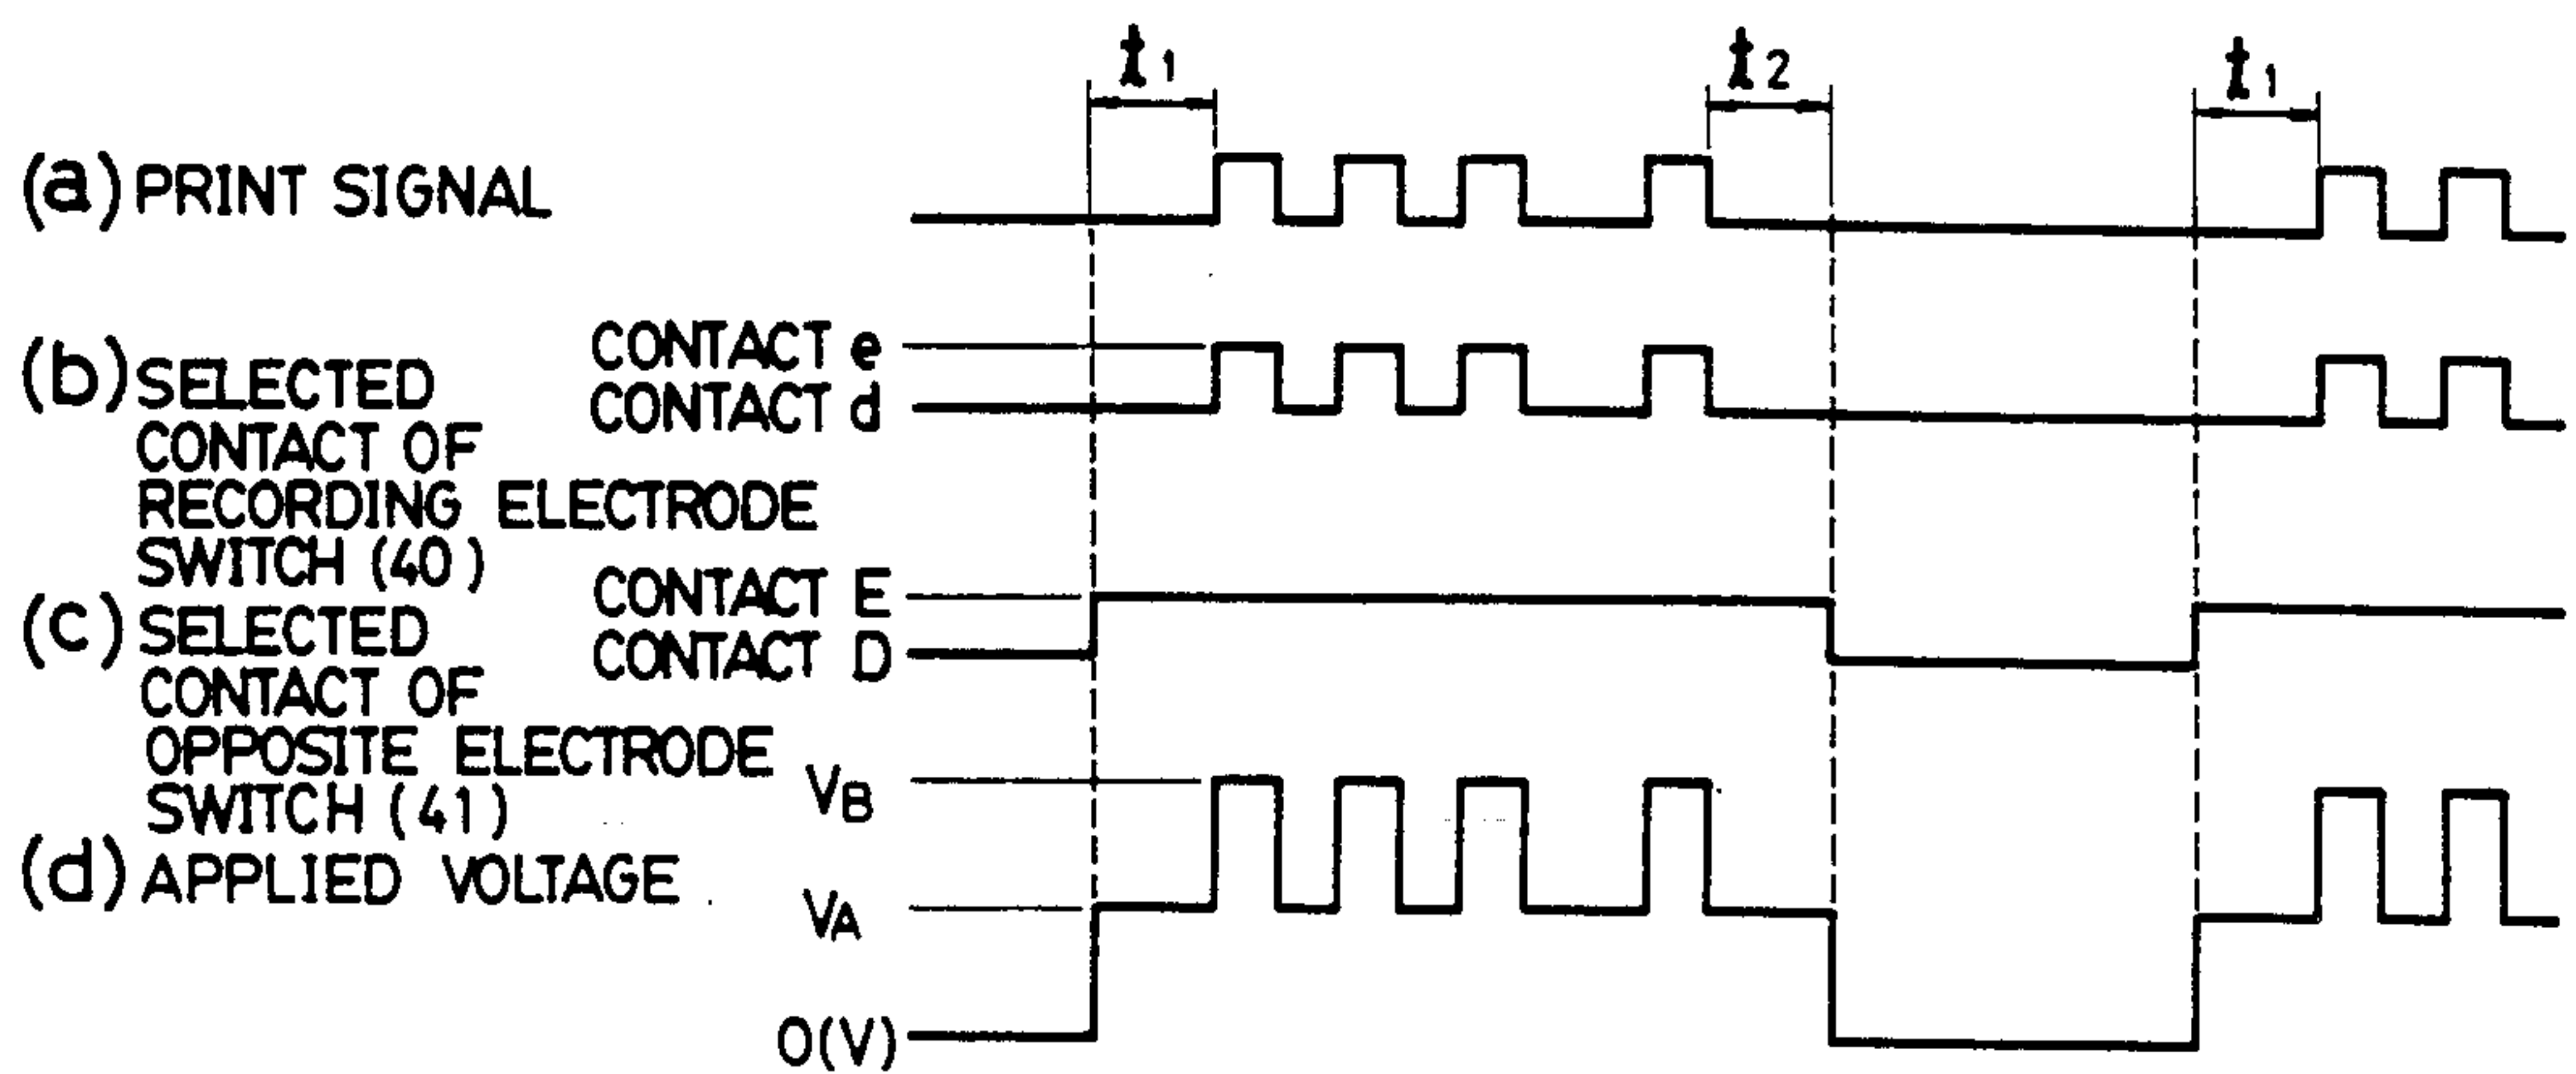 t1
t2
t1
(a) PRINT SIGNAL
CONTACT e
(b) SELECTED
CONTACT d
CONTACT OF
RECORDING ELECTRODE
SWITCH (40)
CONTACT E
(c) SELECTED
CONTACT D
CONTACT OF
OPPOSITE ELECTRODE
SWITCH (41)
VB
(d) APPLIED VOLTAGE
VA
0(V)